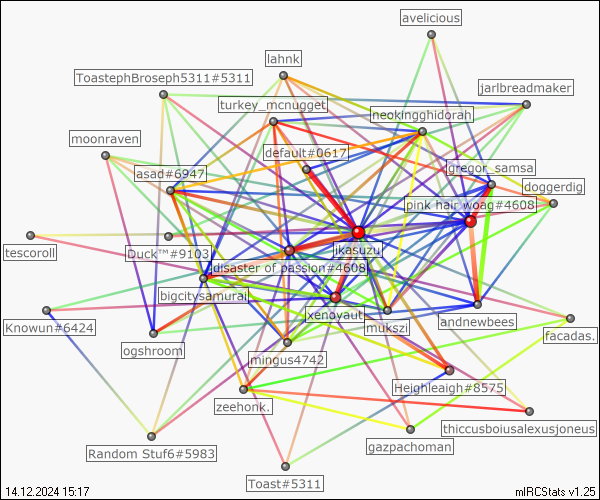 avelicious
lahnk
ToastephBroseph5311#5311
jarlbreadmaker
turkey_mcnugget
neokingghidorah
moonraven
default#0617
asad#6947
gregor_samsa
doggerdig
pink hair woag#4608
tescoroll
Duck™#9103
jkasuzu
disaster of passion#4608
bigcitysamurai
Knowun#6424
xenoyaut
mukszi
andnewbees
facadas.
ogshroom
mingus4742
Heighleaigh#8575
zeehonk.
thiccusboiusalexusjoneus
Random Stuf6#5983
gazpachoman
Toast#5311
14.12.2024 15:17
mIRCStats v1.25